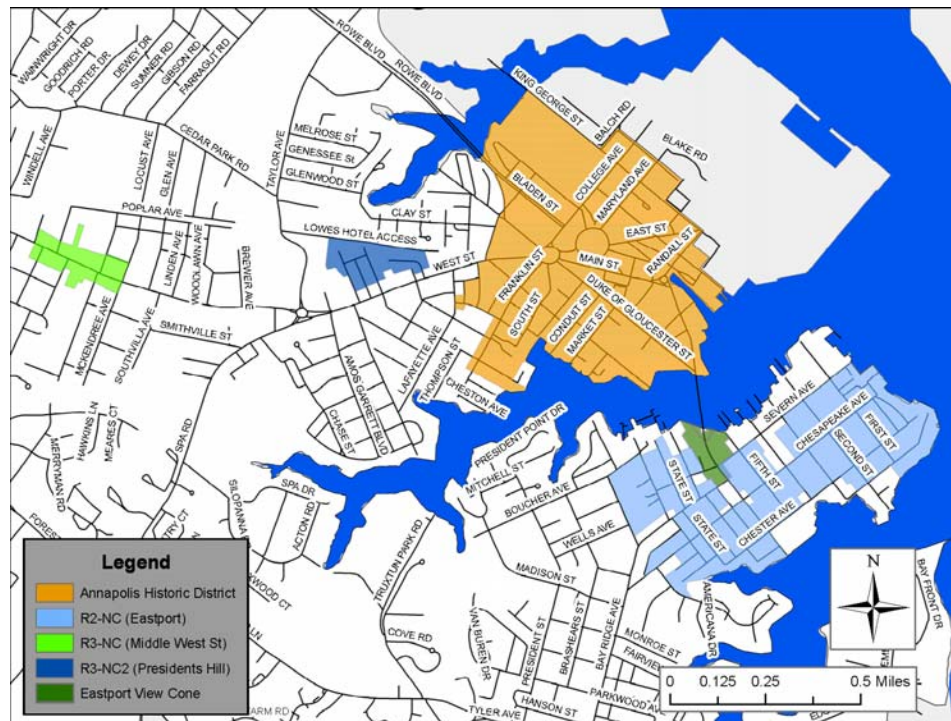 WAINWRIGHT DR
GOODRICH RD
PORTER DR
DEWEY DR
SUMNER RD
GIBSON RD
FARRAGUT RD
ROWE BLVD
ROWE BLVD
KING GEORGE ST
BALCH RD
BLAKE RD
CEDAR PARK RD
WINDELL AVE
LOCUST AVE
GLEN AVE
TAYLOR AVE
MELROSE ST
GENESSEE St
GLENWOOD ST
BLADEN ST
COLLEGE AVE
MARYLAND AVE
POPLAR AVE
CLAY ST
LOWES HOTEL ACCESS
WEST ST
EAST ST
RANDALL ST
MAIN ST
FRANKLIN ST
SOUTH ST
CONDUIT ST
MARKET ST
DUKE OF GLOUCESTER ST
LINDEN AVE
WOODLAWN AVE
BREWER AVE
MCKENDREE AVE
SOUTHVILLA AVE
SMITHVILLE ST
LAFAYETTE AVE
THOMPSON ST
CHESTON AVE
AMOS GARRETT BLVD
CHASE ST
SPA RD
HAWKINS LN
MEARES CT
MERRYMAN RD
PRESIDENT POINT DR
MITCHELL ST
BOUCHER AVE
WELLS AVE
SEVERN AVE
CHESAPEAKE AVE
FIRST ST
SECOND ST
FIFTH ST
STATE ST
STATE ST
CHESTER AVE
SPA DR
ACTON RD
SILOPANNA
TRUXTUN PARK RD
COVE RD
MADISON ST
VAN BUREN DR
PRESIDENT ST
BRASHEARS ST
BAY RIDGE AVE
MONROE ST
FAIRVIEW
AMERICANA DR
PARKWOOD AVE
HANSON ST
TYLER AVE
BAY FRONT DR
N
0 0.125 0.25 0.5 Miles
Legend
Annapolis Historic District
R2-NC (Eastport)
R3-NC (Middle West St)
R3-NC2 (Presidents Hill)
Eastport View Cone